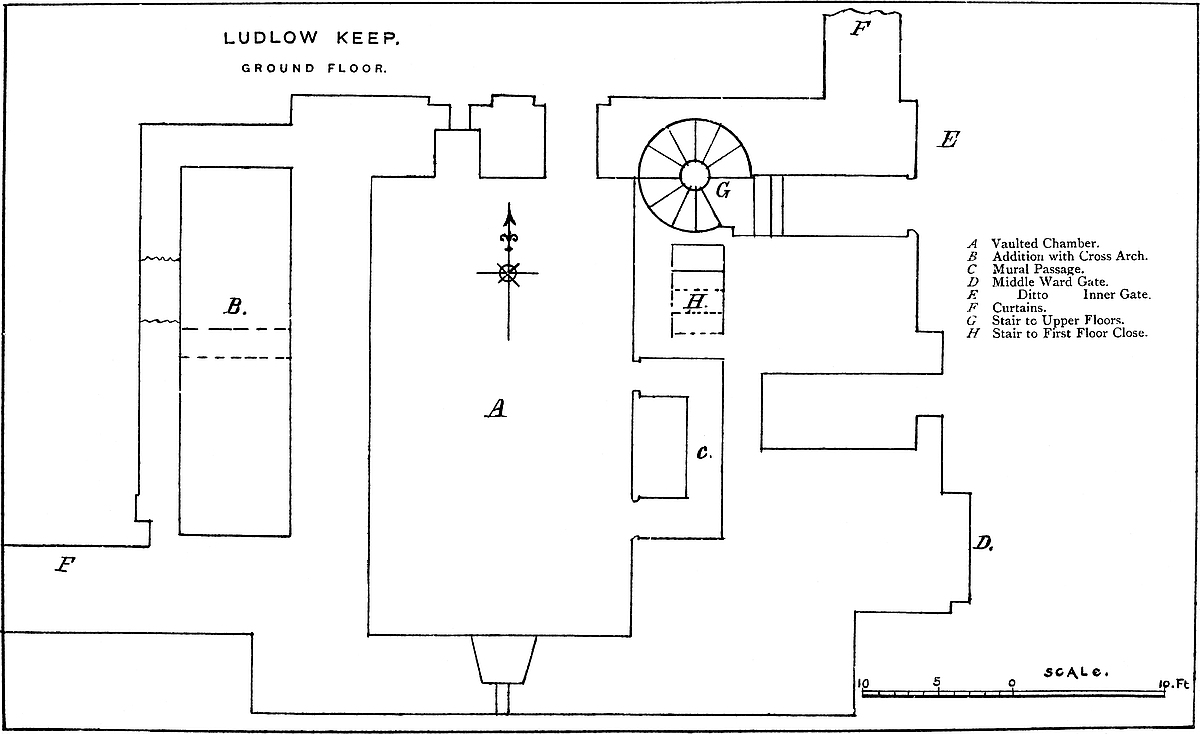 LUDLOW KEEP.
GROUND FLOOR.
F
E
G
A Vaulted Chamber.
B Addition with Cross Arch.
C Mural Passage.
D Middle Ward Gate.
E Ditto Inner Gate.
F Curtains.
G Stair to Upper Floors.
H Stair to First Floor Close.
B.
H.
A
C.
D.
F
SCALE.
10 5 0 10.Ft